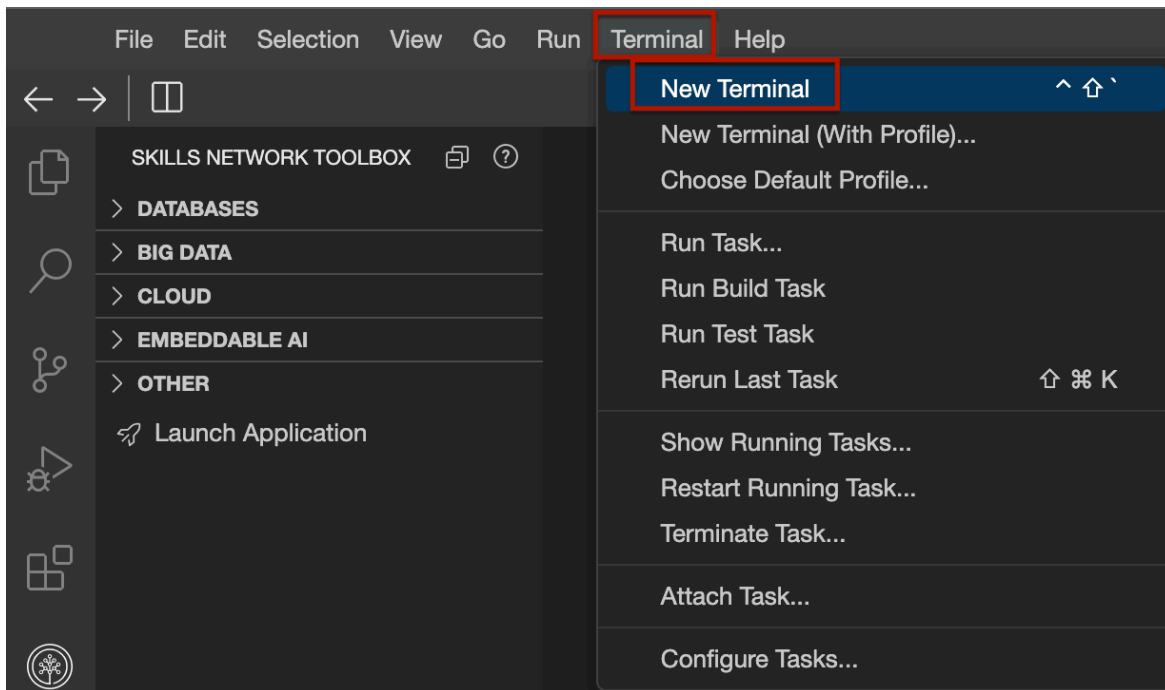 File Edit Selection View Go Run Terminal Help
SKILLS NETWORK TOOLBOX
DATABASES
BIG DATA
CLOUD
EMBEDDABLE AI
OTHER
Launch Application
New Terminal ^ ⇧ `
New Terminal (With Profile)...
Choose Default Profile...
Run Task...
Run Build Task
Run Test Task
Rerun Last Task ⇧ ⌘ K
Show Running Tasks...
Restart Running Task...
Terminate Task...
Attach Task...
Configure Tasks...